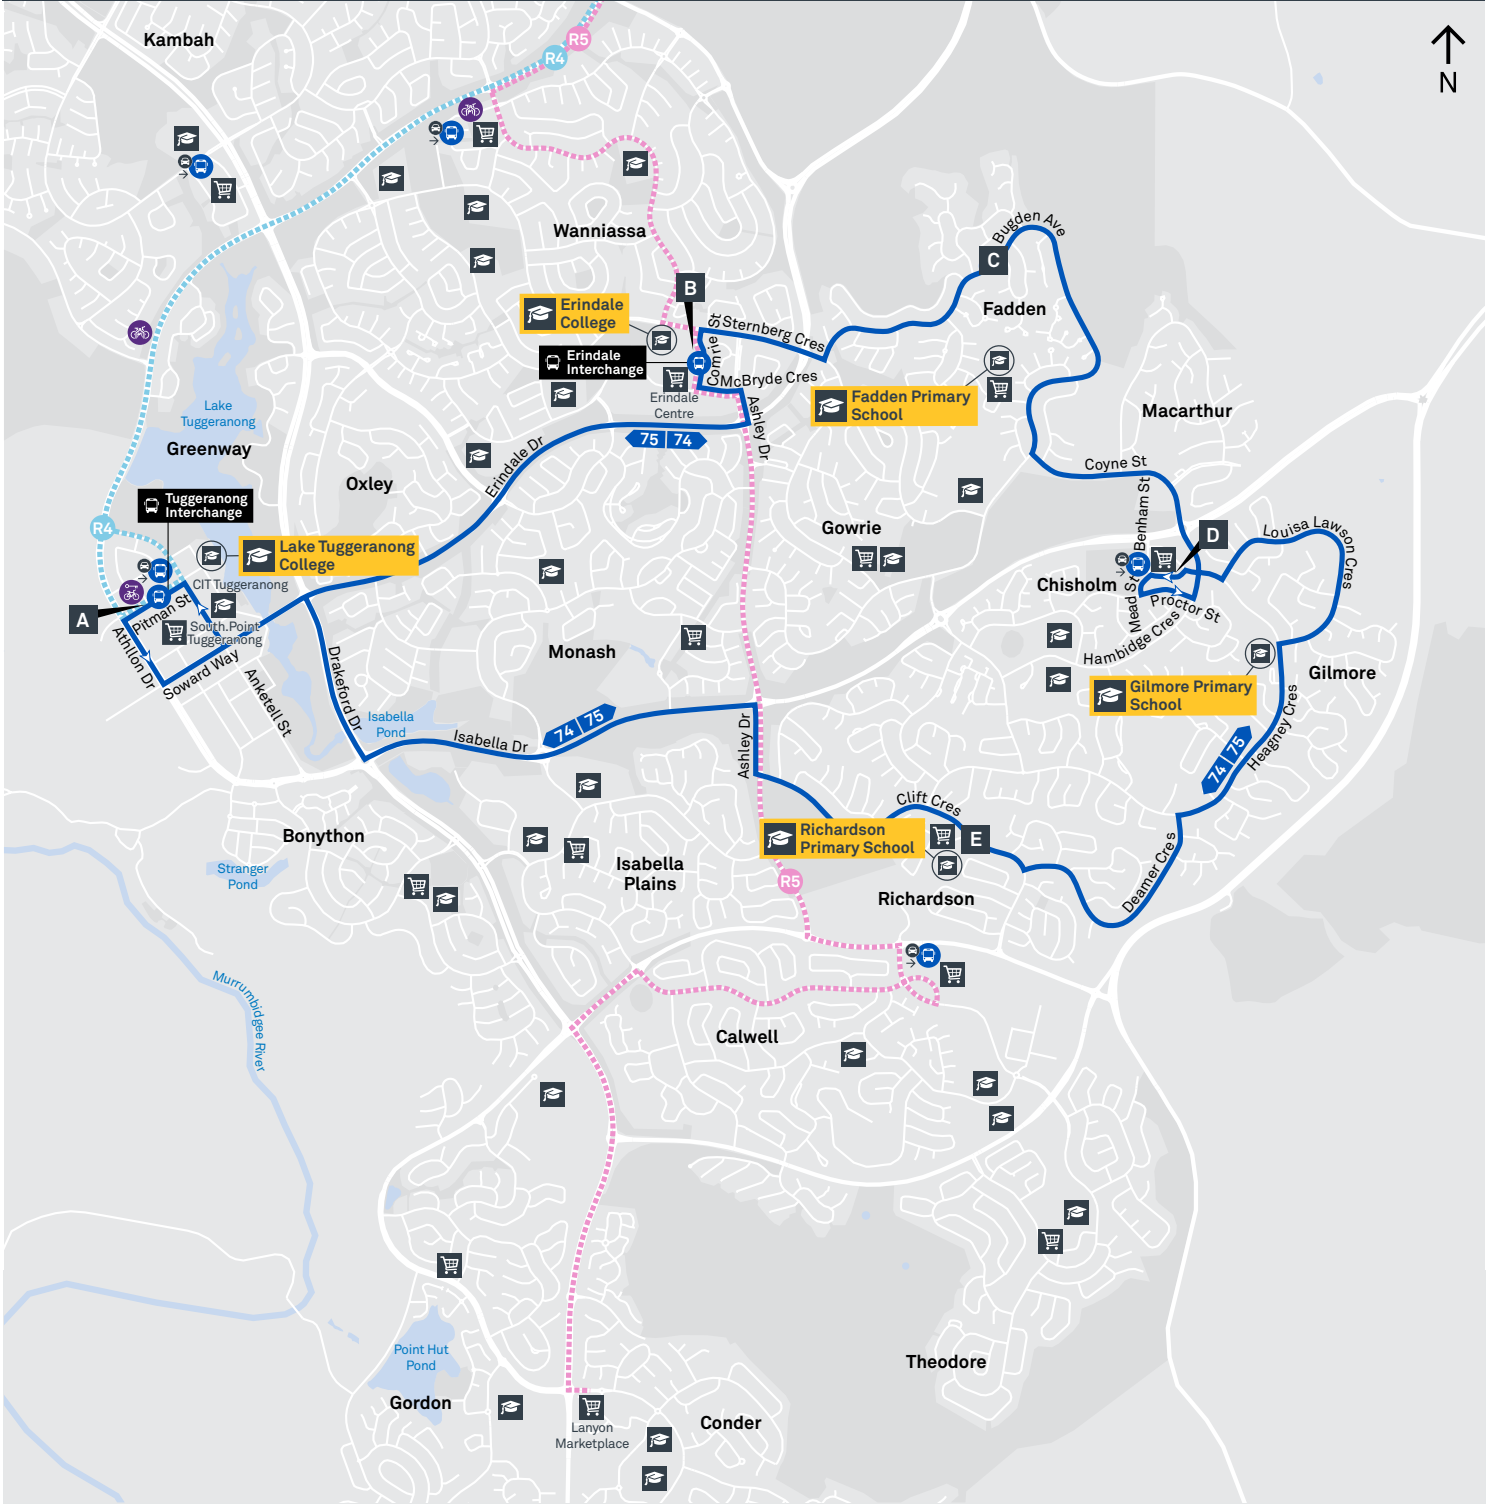 Kambah
R5
R4
N
Wanniassa
Bugden Ave
C
Fadden
B
Erindale
College
Comrie St
Sternberg Cres
Erindale
Interchange
McBryde Cres
Erindale
Centre
Ashley Dr
Fadden Primary
School
Macarthur
Lake
Tuggeranong
Greenway
75 74
Erindale Dr
Oxley
Coyne St
Benham St
Tuggeranong
Interchange
R4
Gowrie
Louisa Lawson Cres
D
Lake Tuggeranong
College
CIT Tuggeranong
Chisholm
Mead St
Proctor St
Hambidge Cres
A
Pitman St
South.Point
Tuggeranong
Athllon Dr
Soward Way
Anketell St
Drakeford Dr
Monash
Gilmore
Gilmore Primary
School
Isabella
Pond
74 75
Isabella Dr
Ashley Dr
Heagney Cres
74 75
Clift Cres
Richardson
Primary School
E
Bonython
Isabella
Plains
Stranger
Pond
R5
Richardson
Deamer Cres
Murrumbidgee River
Calwell
Point Hut
Pond
Theodore
Gordon
Lanyon
Marketplace
Conder